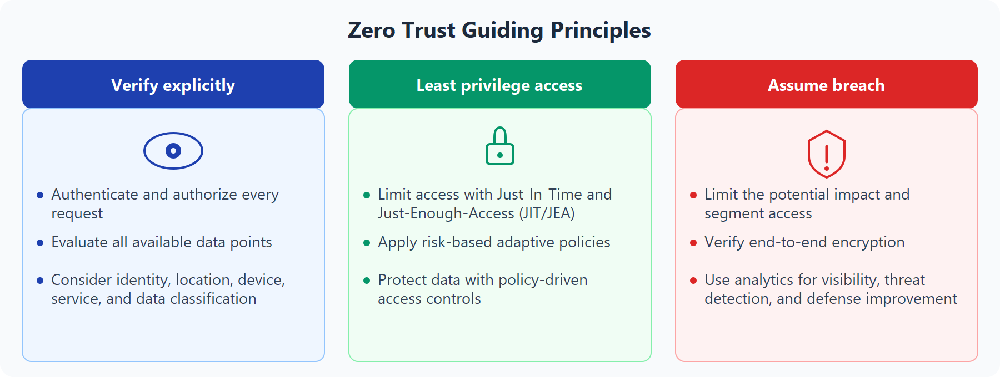 Zero Trust Guiding Principles
Verify explicitly
Authenticate and authorize every
request
Evaluate all available data points
Consider identity, location, device,
service, and data classification
Least privilege access
Limit access with Just-In-Time and
Just-Enough-Access (JIT/JEA)
Apply risk-based adaptive policies
Protect data with policy-driven
access controls
Assume breach
Limit the potential impact and
segment access
Verify end-to-end encryption
Use analytics for visibility, threat
detection, and defense improvement